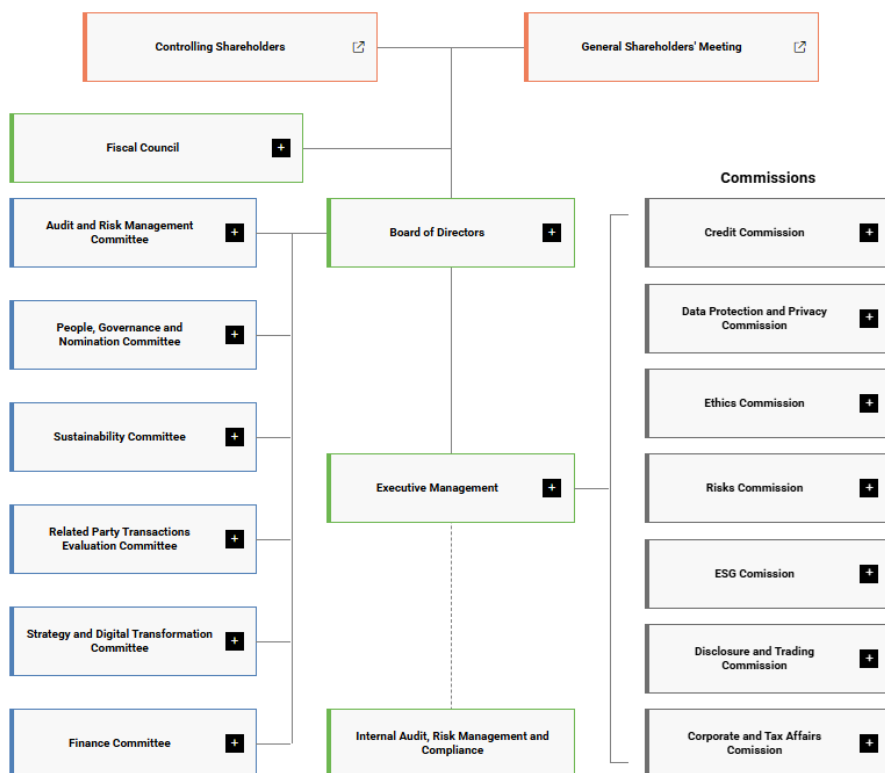 Controlling Shareholders
General Shareholders' Meeting
Fiscal Council
+
Commissions
Audit and Risk Management
Committee
+
Board of Directors
+
Credit Commission
+
People, Governance and
Nomination Committee
+
Data Protection and Privacy
Commission
+
Sustainability Committee
+
Ethics Commission
+
Executive Management
+
Risks Commission
+
Related Party Transactions
Evaluation Committee
+
ESG Comission
+
Strategy and Digital Transformation
Committee
+
Disclosure and Trading
Commission
+
Finance Committee
+
Internal Audit, Risk Management and
Compliance
Corporate and Tax Affairs
Comission
+